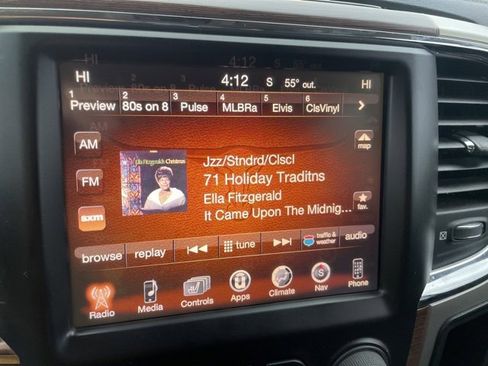 HI 4:12 S 55° out. HI
1 Preview 2 80s on 8 3 Pulse 4 MLBRa 5 Elvis 6 ClsVinyl
AM
Ella Fitzgerald's Christmas
Jzz/Stndrd/Clscl
map
71 Holiday Traditns
FM
Ella Fitzgerald
fav.
sxm
It Came Upon The Midnig...
browse replay tune traffic & weather audio
Radio Media Controls Apps Climate Nav Phone